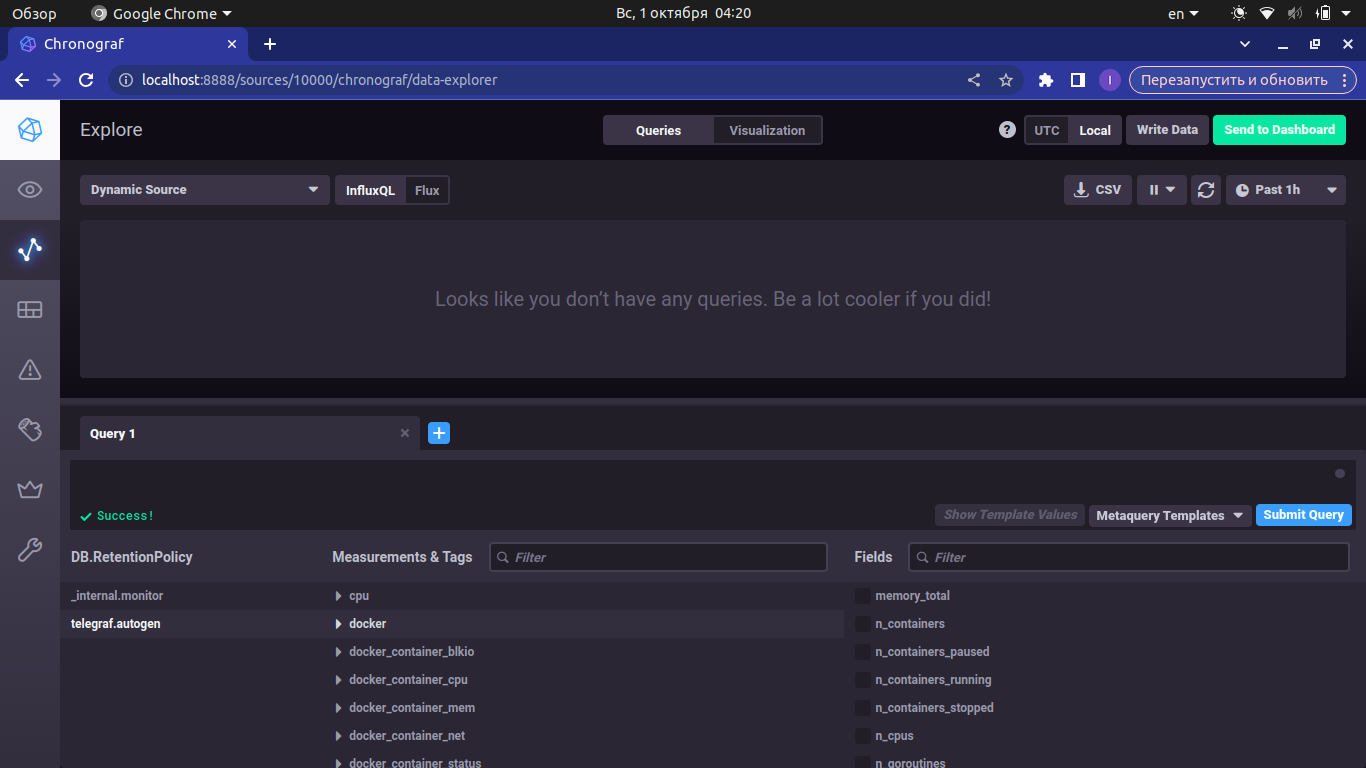 Обзор Google Chrome Вс, 1 октября 04:20 en
Chronograf
localhost:8888/sources/10000/chronograf/data-explorer I Перезапустить и обновить
Explore Queries Visualization ? UTC Local Write Data Send to Dashboard
Dynamic Source InfluxQL Flux CSV Past 1h
Looks like you don’t have any queries. Be a lot cooler if you did!
Query 1
Success! Show Template Values Metaquery Templates Submit Query
DB.RetentionPolicy Measurements & Tags Filter Fields Filter
_internal.monitor cpu memory_total
telegraf.autogen docker n_containers
docker_container_blkio n_containers_paused
docker_container_cpu n_containers_running
docker_container_mem n_containers_stopped
docker_container_net n_cpus
docker_container_status n_goroutines